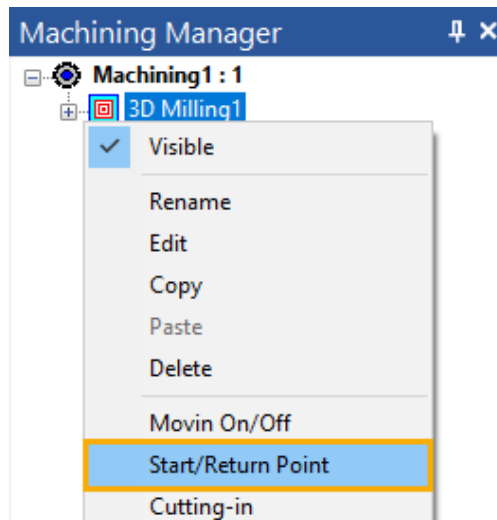 Machining Manager
Machining1 : 1
3D Milling1
Visible
Rename
Edit
Copy
Paste
Delete
Movin On/Off
Start/Return Point
Cutting-in